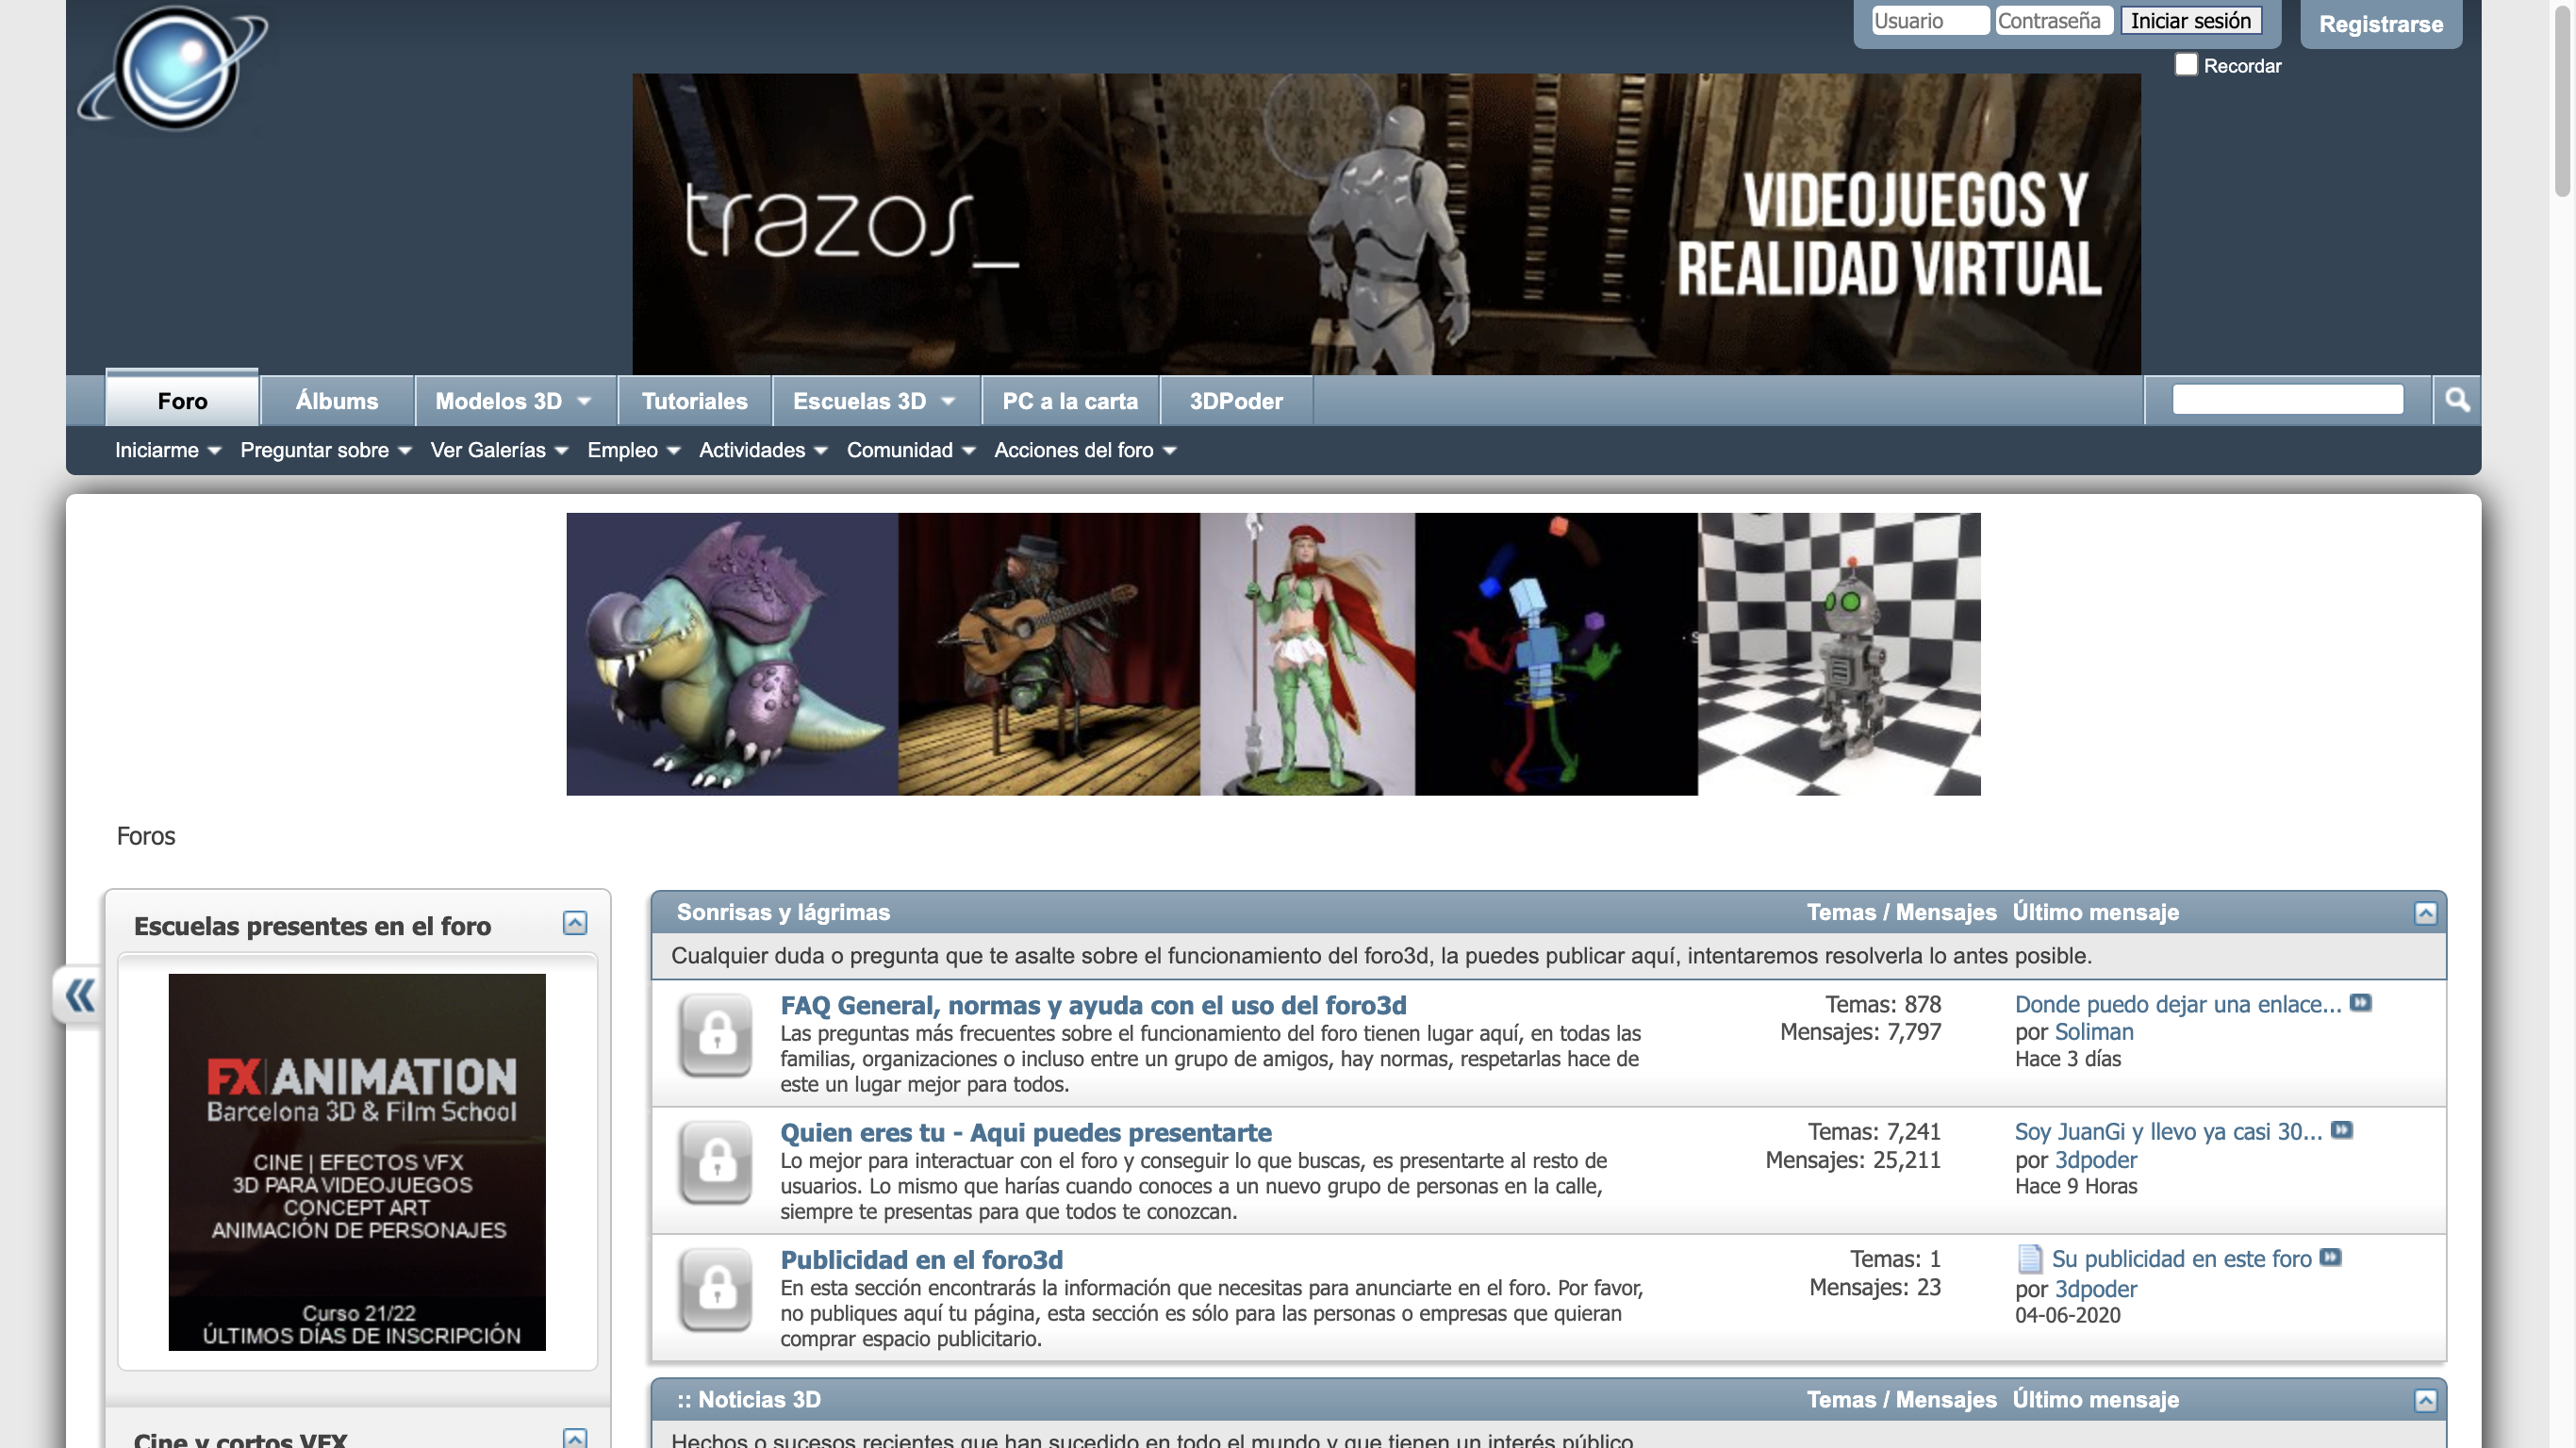 Usuario
Contraseña
Iniciar sesión
Registrarse
Recordar
trazos_
VIDEOJUEGOS Y
REALIDAD VIRTUAL
Foro
Álbums
Modelos 3D
Tutoriales
Escuelas 3D
PC a la carta
3DPoder
Iniciarme
Preguntar sobre
Ver Galerías
Empleo
Actividades
Comunidad
Acciones del foro
Foros
Escuelas presentes en el foro
FX ANIMATION
Barcelona 3D & Film School
CINE | EFECTOS VFX
3D PARA VIDEOJUEGOS
CONCEPT ART
ANIMACIÓN DE PERSONAJES
Curso 21/22
ÚLTIMOS DÍAS DE INSCRIPCIÓN
Cine y cortos VFX
Sonrisas y lágrimas
Temas / Mensajes
Último mensaje
Cualquier duda o pregunta que te asalte sobre el funcionamiento del foro3d, la puedes publicar aquí, intentaremos resolverla lo antes posible.
FAQ General, normas y ayuda con el uso del foro3d
Las preguntas más frecuentes sobre el funcionamiento del foro tienen lugar aquí, en todas las
familias, organizaciones o incluso entre un grupo de amigos, hay normas, respetarlas hace de
este un lugar mejor para todos.
Temas: 878
Mensajes: 7,797
Donde puedo dejar una enlace...
por Soliman
Hace 3 días
Quien eres tu - Aqui puedes presentarte
Lo mejor para interactuar con el foro y conseguir lo que buscas, es presentarte al resto de
usuarios. Lo mismo que harías cuando conoces a un nuevo grupo de personas en la calle,
siempre te presentas para que todos te conozcan.
Temas: 7,241
Mensajes: 25,211
Soy JuanGi y llevo ya casi 30...
por 3dpoder
Hace 9 Horas
Publicidad en el foro3d
En esta sección encontrarás la información que necesitas para anunciarte en el foro. Por favor,
no publiques aquí tu página, esta sección es sólo para las personas o empresas que quieran
comprar espacio publicitario.
Temas: 1
Mensajes: 23
Su publicidad en este foro
por 3dpoder
04-06-2020
:: Noticias 3D
Temas / Mensajes
Último mensaje
Hechos o sucesos recientes que han sucedido en todo el mundo y que tienen un interés público.